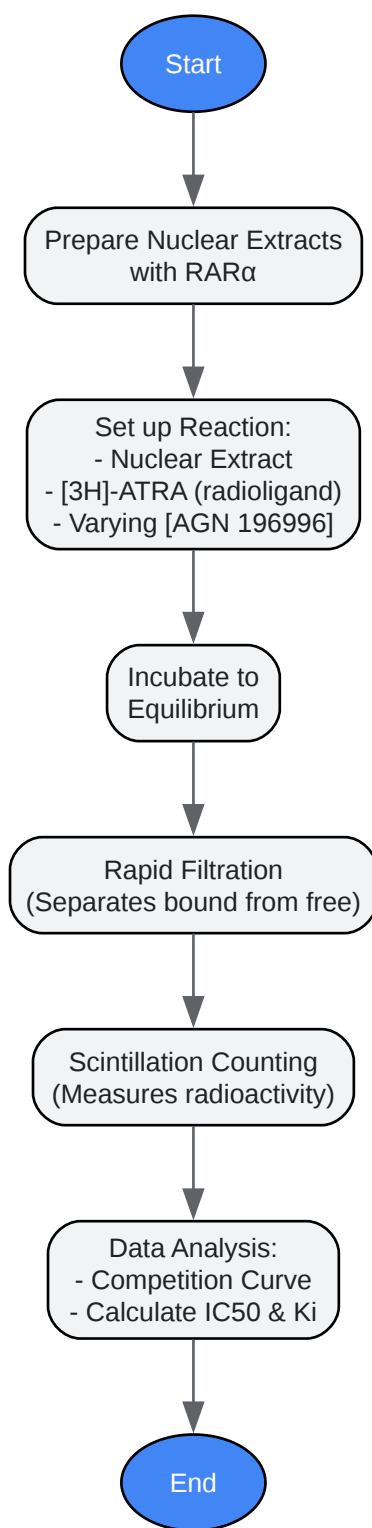 Start
Prepare Nuclear Extracts
with RARα
Set up Reaction:
- Nuclear Extract
- [3H]-ATRA (radioligand)
- Varying [AGN 196996]
Incubate to
Equilibrium
Rapid Filtration
(Separates bound from free)
Scintillation Counting
(Measures radioactivity)
Data Analysis:
- Competition Curve
- Calculate IC50 & Ki
End